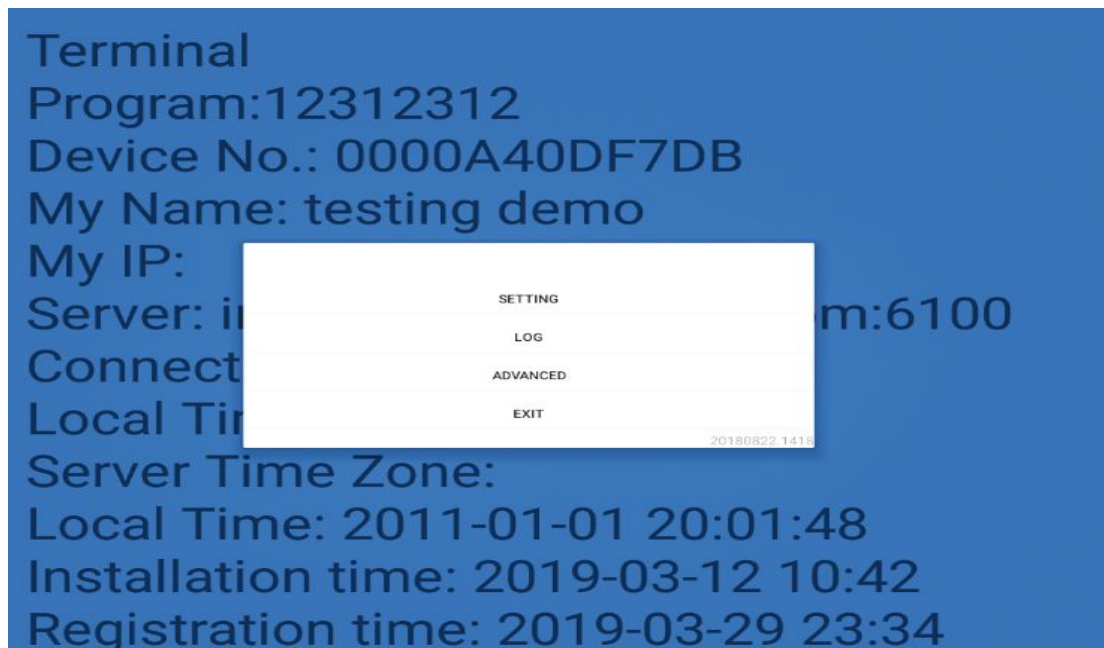 Terminal
Program:12312312
Device No.: 0000A40DF7DB
My Name: testing demo
My IP:
Server: m:6100
SETTING
LOG
ADVANCED
EXIT
20180822.1418
Connect
Local
Server Time Zone:
Local Time: 2011-01-01 20:01:48
Installation time: 2019-03-12 10:42
Registration time: 2019-03-29 23:34